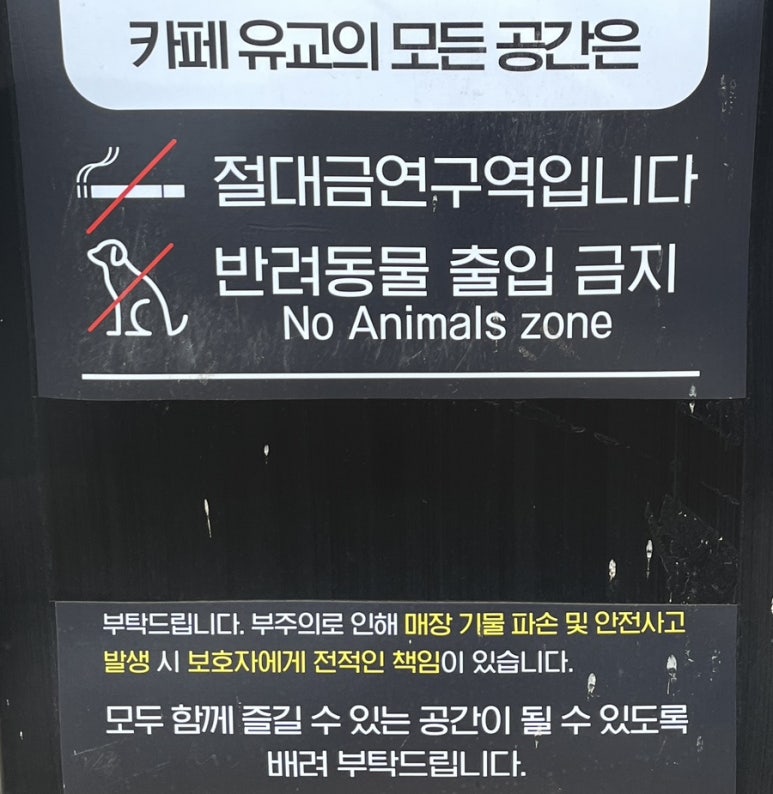 카페 유교의 모든 공간은
절대금연구역입니다
반려동물 출입 금지
No Animals zone
부탁드립니다. 부주의로 인해 매장 기물 파손 및 안전사고
발생 시 보호자에게 전적인 책임이 있습니다.
모두 함께 즐길 수 있는 공간이 될 수 있도록
배려 부탁드립니다.